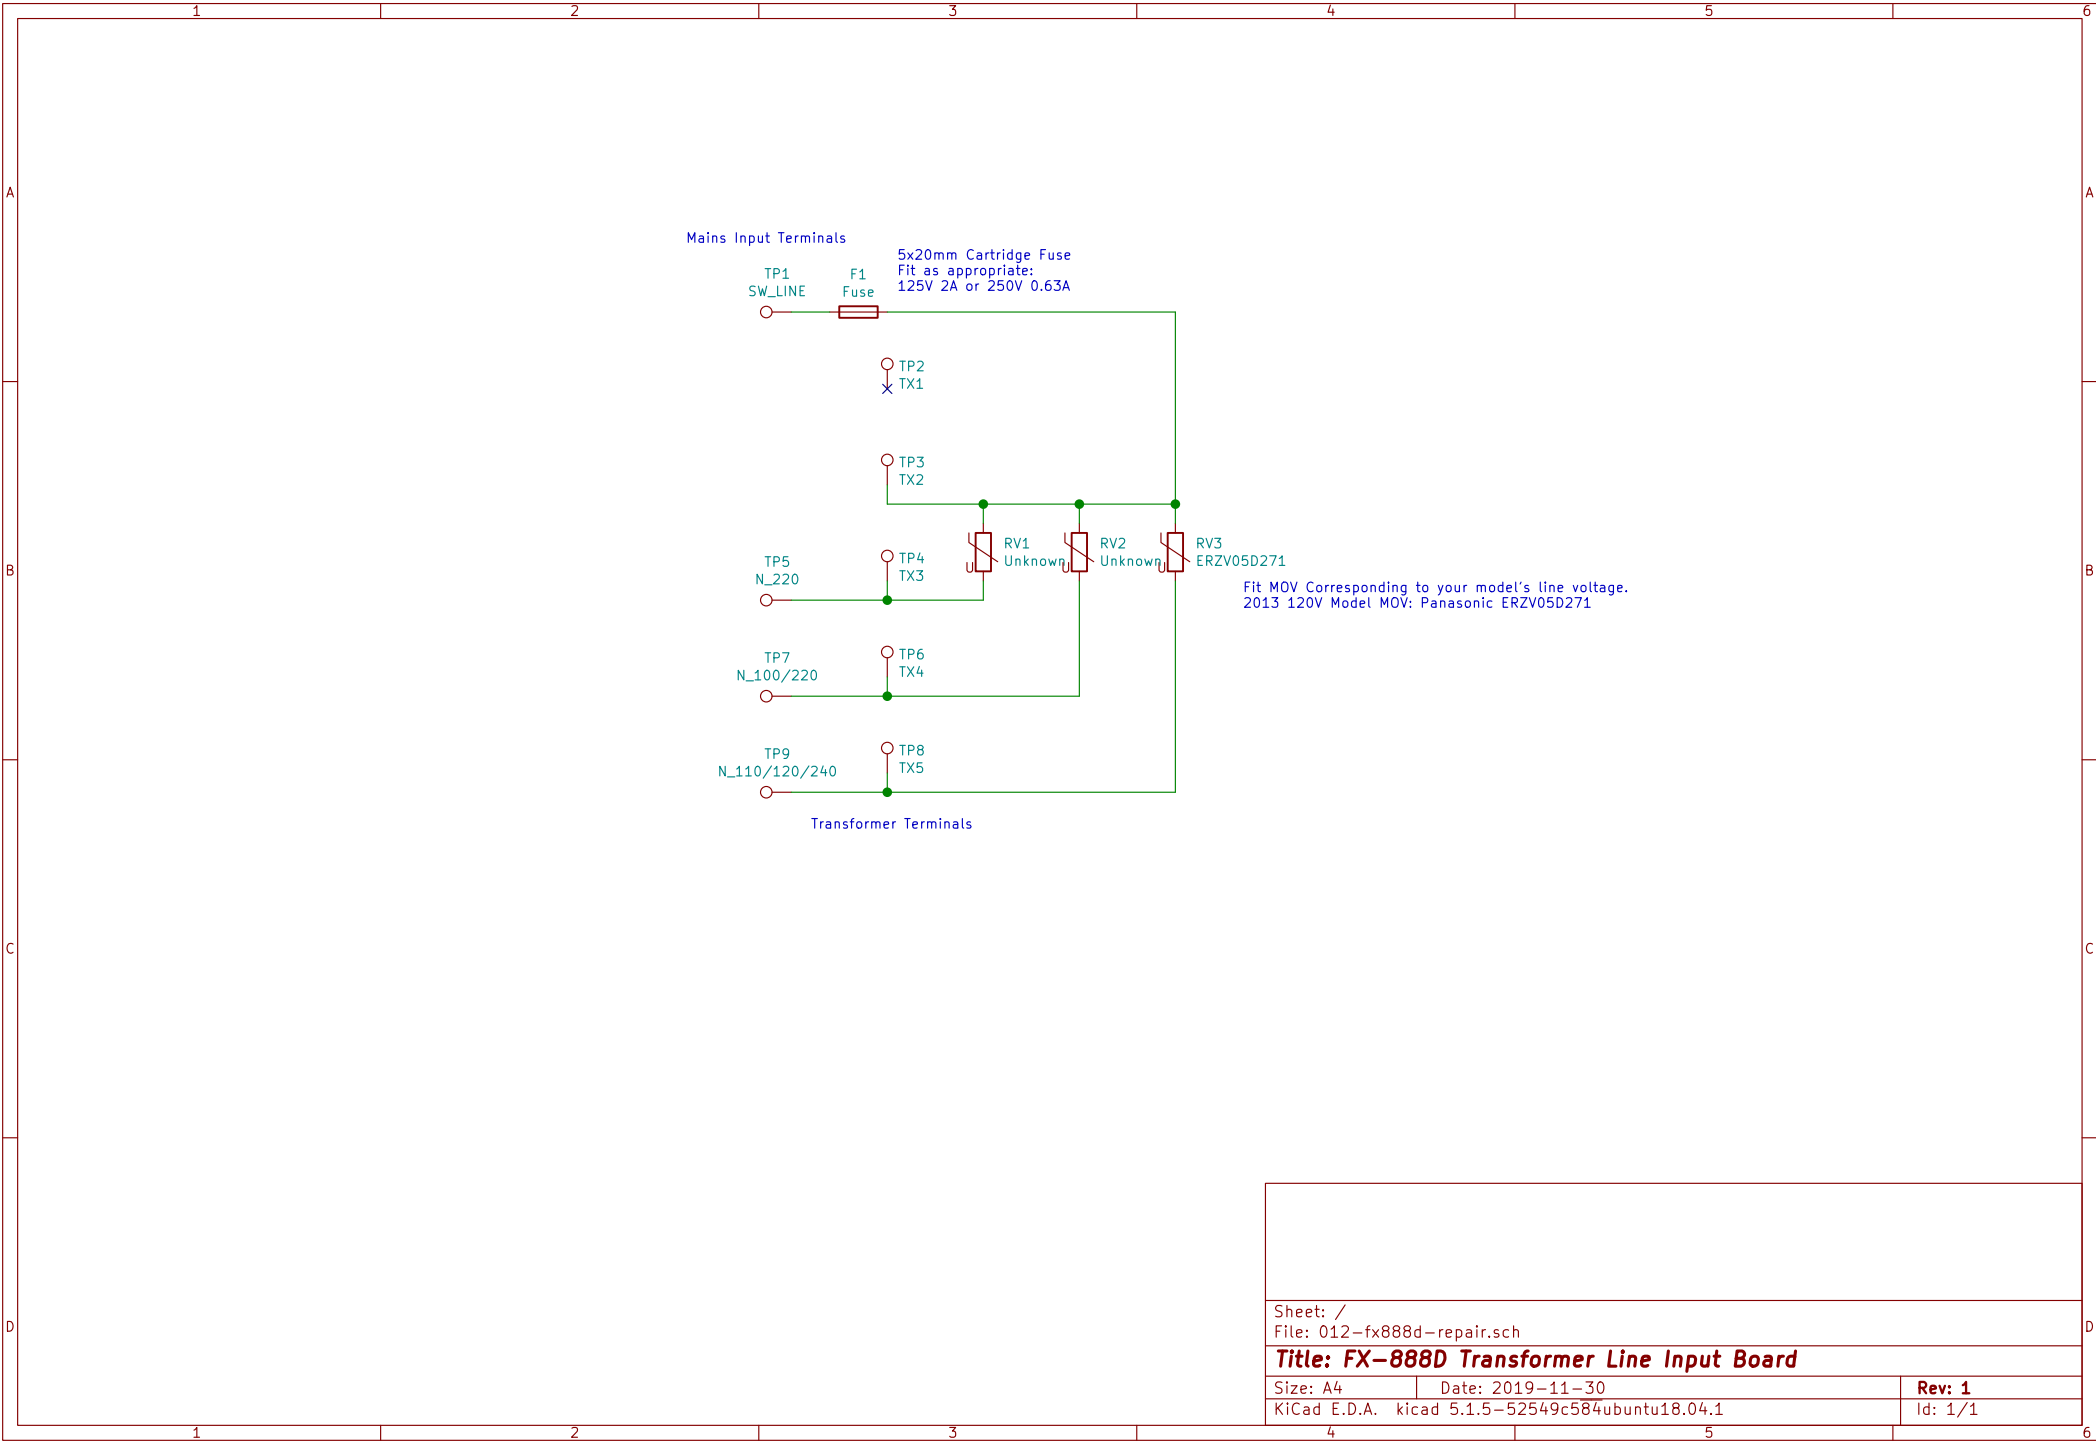 1 2 3 4 5 6
A A
Mains Input Terminals
5x20mm Cartridge Fuse
Fit as appropriate:
125V 2A or 250V 0.63A
TP1
SW_LINE
F1
Fuse
TP2
TX1
TP3
TX2
B B
TP5
N_220
TP4
TX3
RV1
Unknown
U
RV2
Unknown
U
RV3
ERZV05D271
U
Fit MOV Corresponding to your model's line voltage.
2013 120V Model MOV: Panasonic ERZV05D271
TP7
N_100/220
TP6
TX4
TP9
N_110/120/240
TP8
TX5
Transformer Terminals
C C
D D
Sheet: /
File: 012-fx888d-repair.sch
Title: FX-888D Transformer Line Input Board
Size: A4 Date: 2019-11-30 Rev: 1
KiCad E.D.A. kicad 5.1.5-52549c584ubuntu18.04.1 Id: 1/1
1 2 3 4 5 6